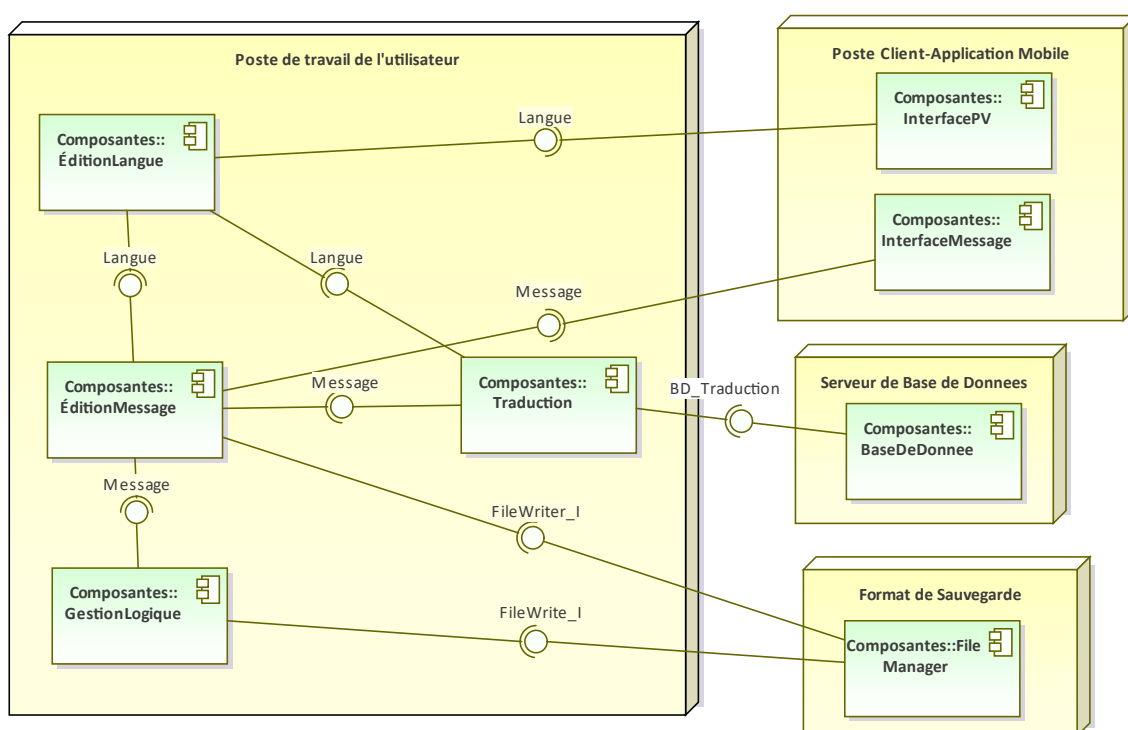 Poste de travail de l'utilisateur
Poste Client-Application Mobile
Composantes::
InterfacePV
Langue
Composantes::
ÉditionLangue
Composantes::
InterfaceMessage
Langue
Langue
Message
Composantes::
ÉditionMessage
Message
Composantes::
Traduction
BD_Traduction
Serveur de Base de Donnees
Composantes::
BaseDeDonnee
Message
FileWriter_I
Composantes::
GestionLogique
FileWrite_I
Format de Sauvegarde
Composantes::File
Manager